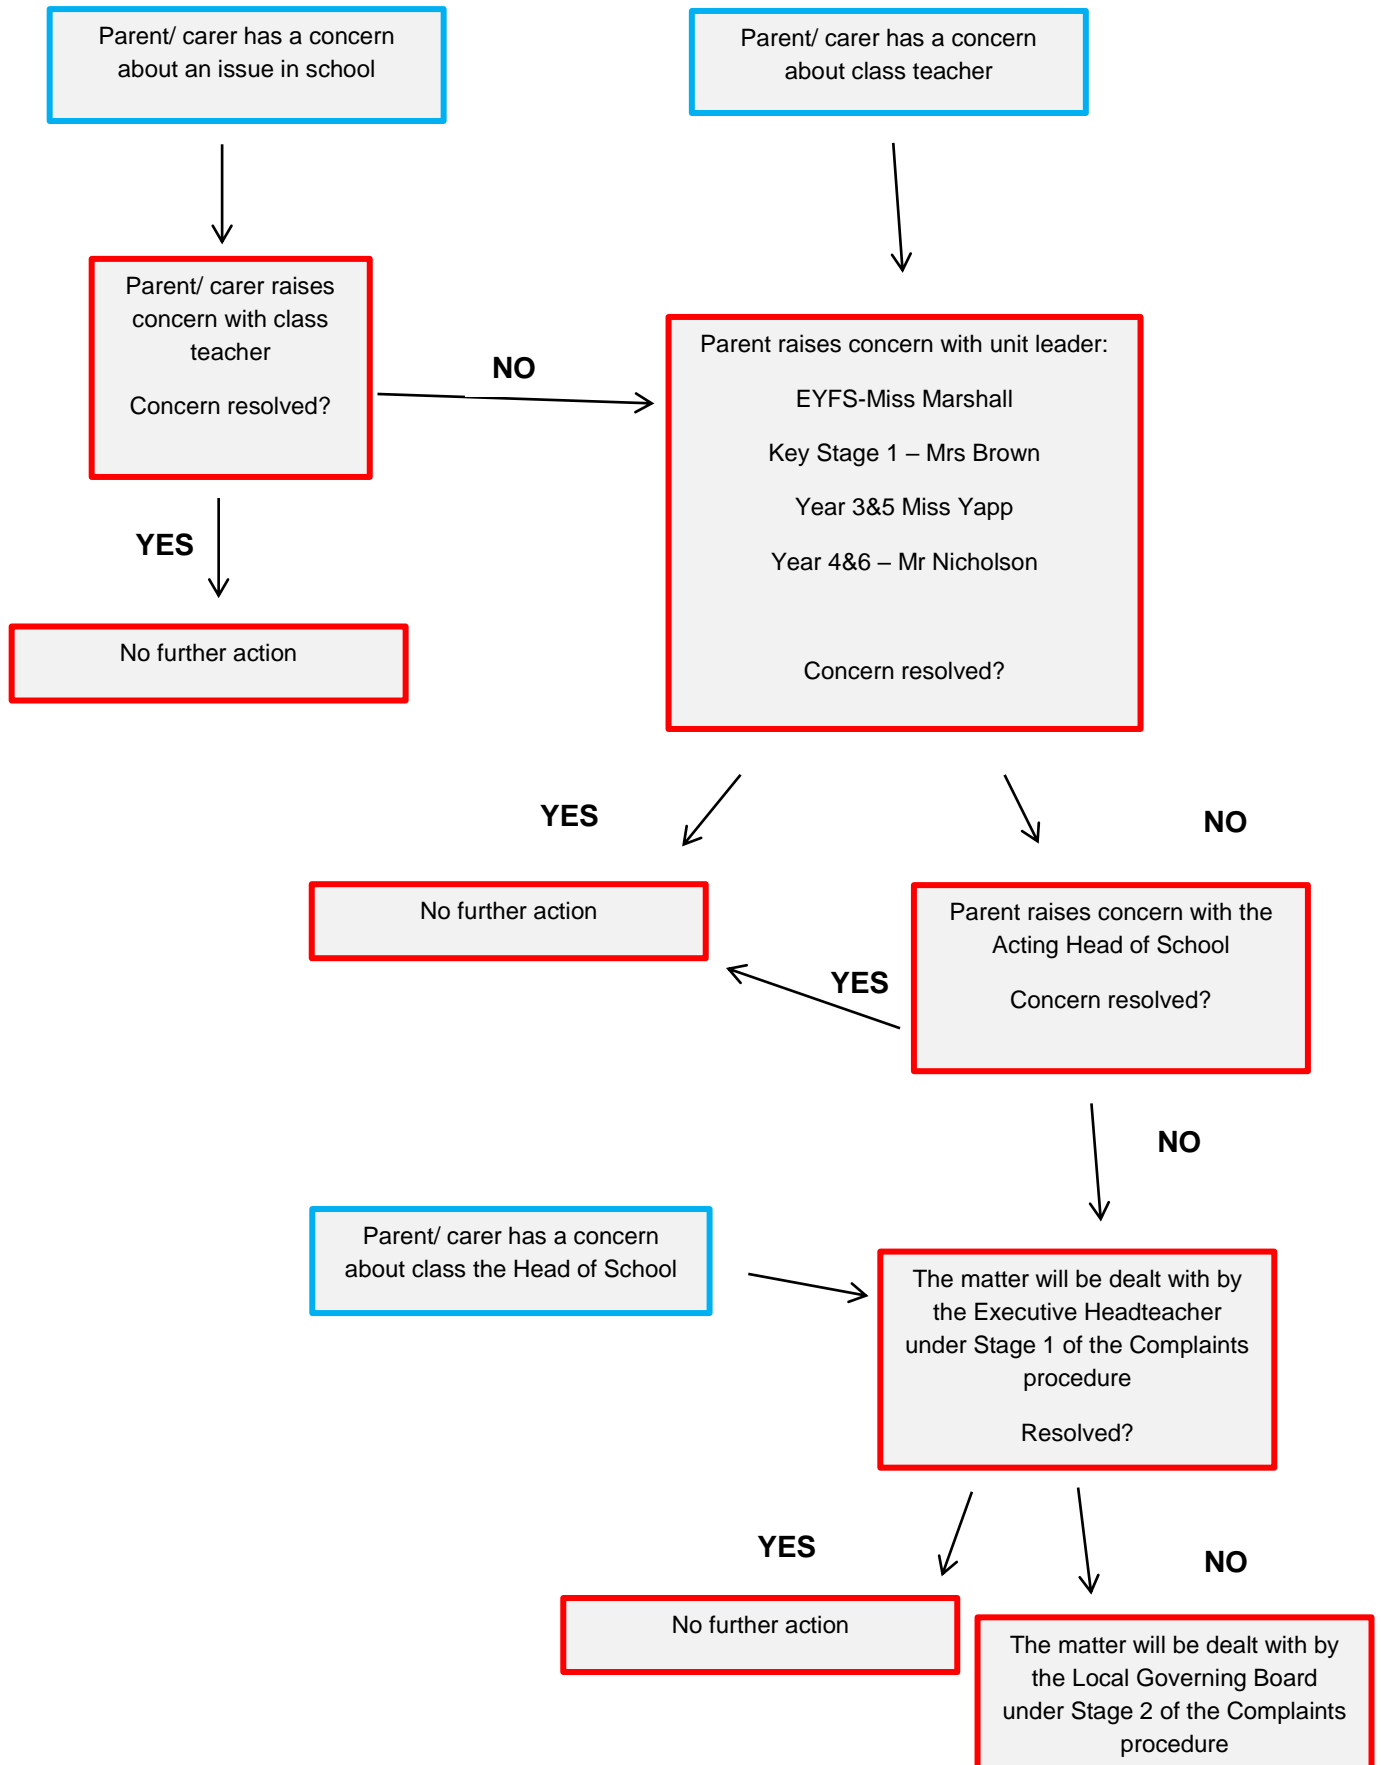 Parent/ carer has a concern
about an issue in school
Parent/ carer has a concern
about class teacher
Parent/ carer raises
concern with class
teacher
Concern resolved?
NO
Parent raises concern with unit leader:
EYFS-Miss Marshall
Key Stage 1 – Mrs Brown
Year 3&5 Miss Yapp
Year 4&6 – Mr Nicholson
Concern resolved?
YES
No further action
YES
NO
No further action
Parent raises concern with the
Acting Head of School
Concern resolved?
YES
NO
Parent/ carer has a concern
about class the Head of School
The matter will be dealt with by
the Executive Headteacher
under Stage 1 of the Complaints
procedure
Resolved?
YES
NO
No further action
The matter will be dealt with by
the Local Governing Board
under Stage 2 of the Complaints
procedure